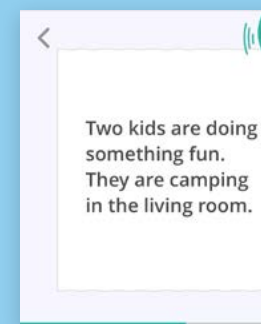 Two kids are doing
something fun.
They are camping
in the living room.